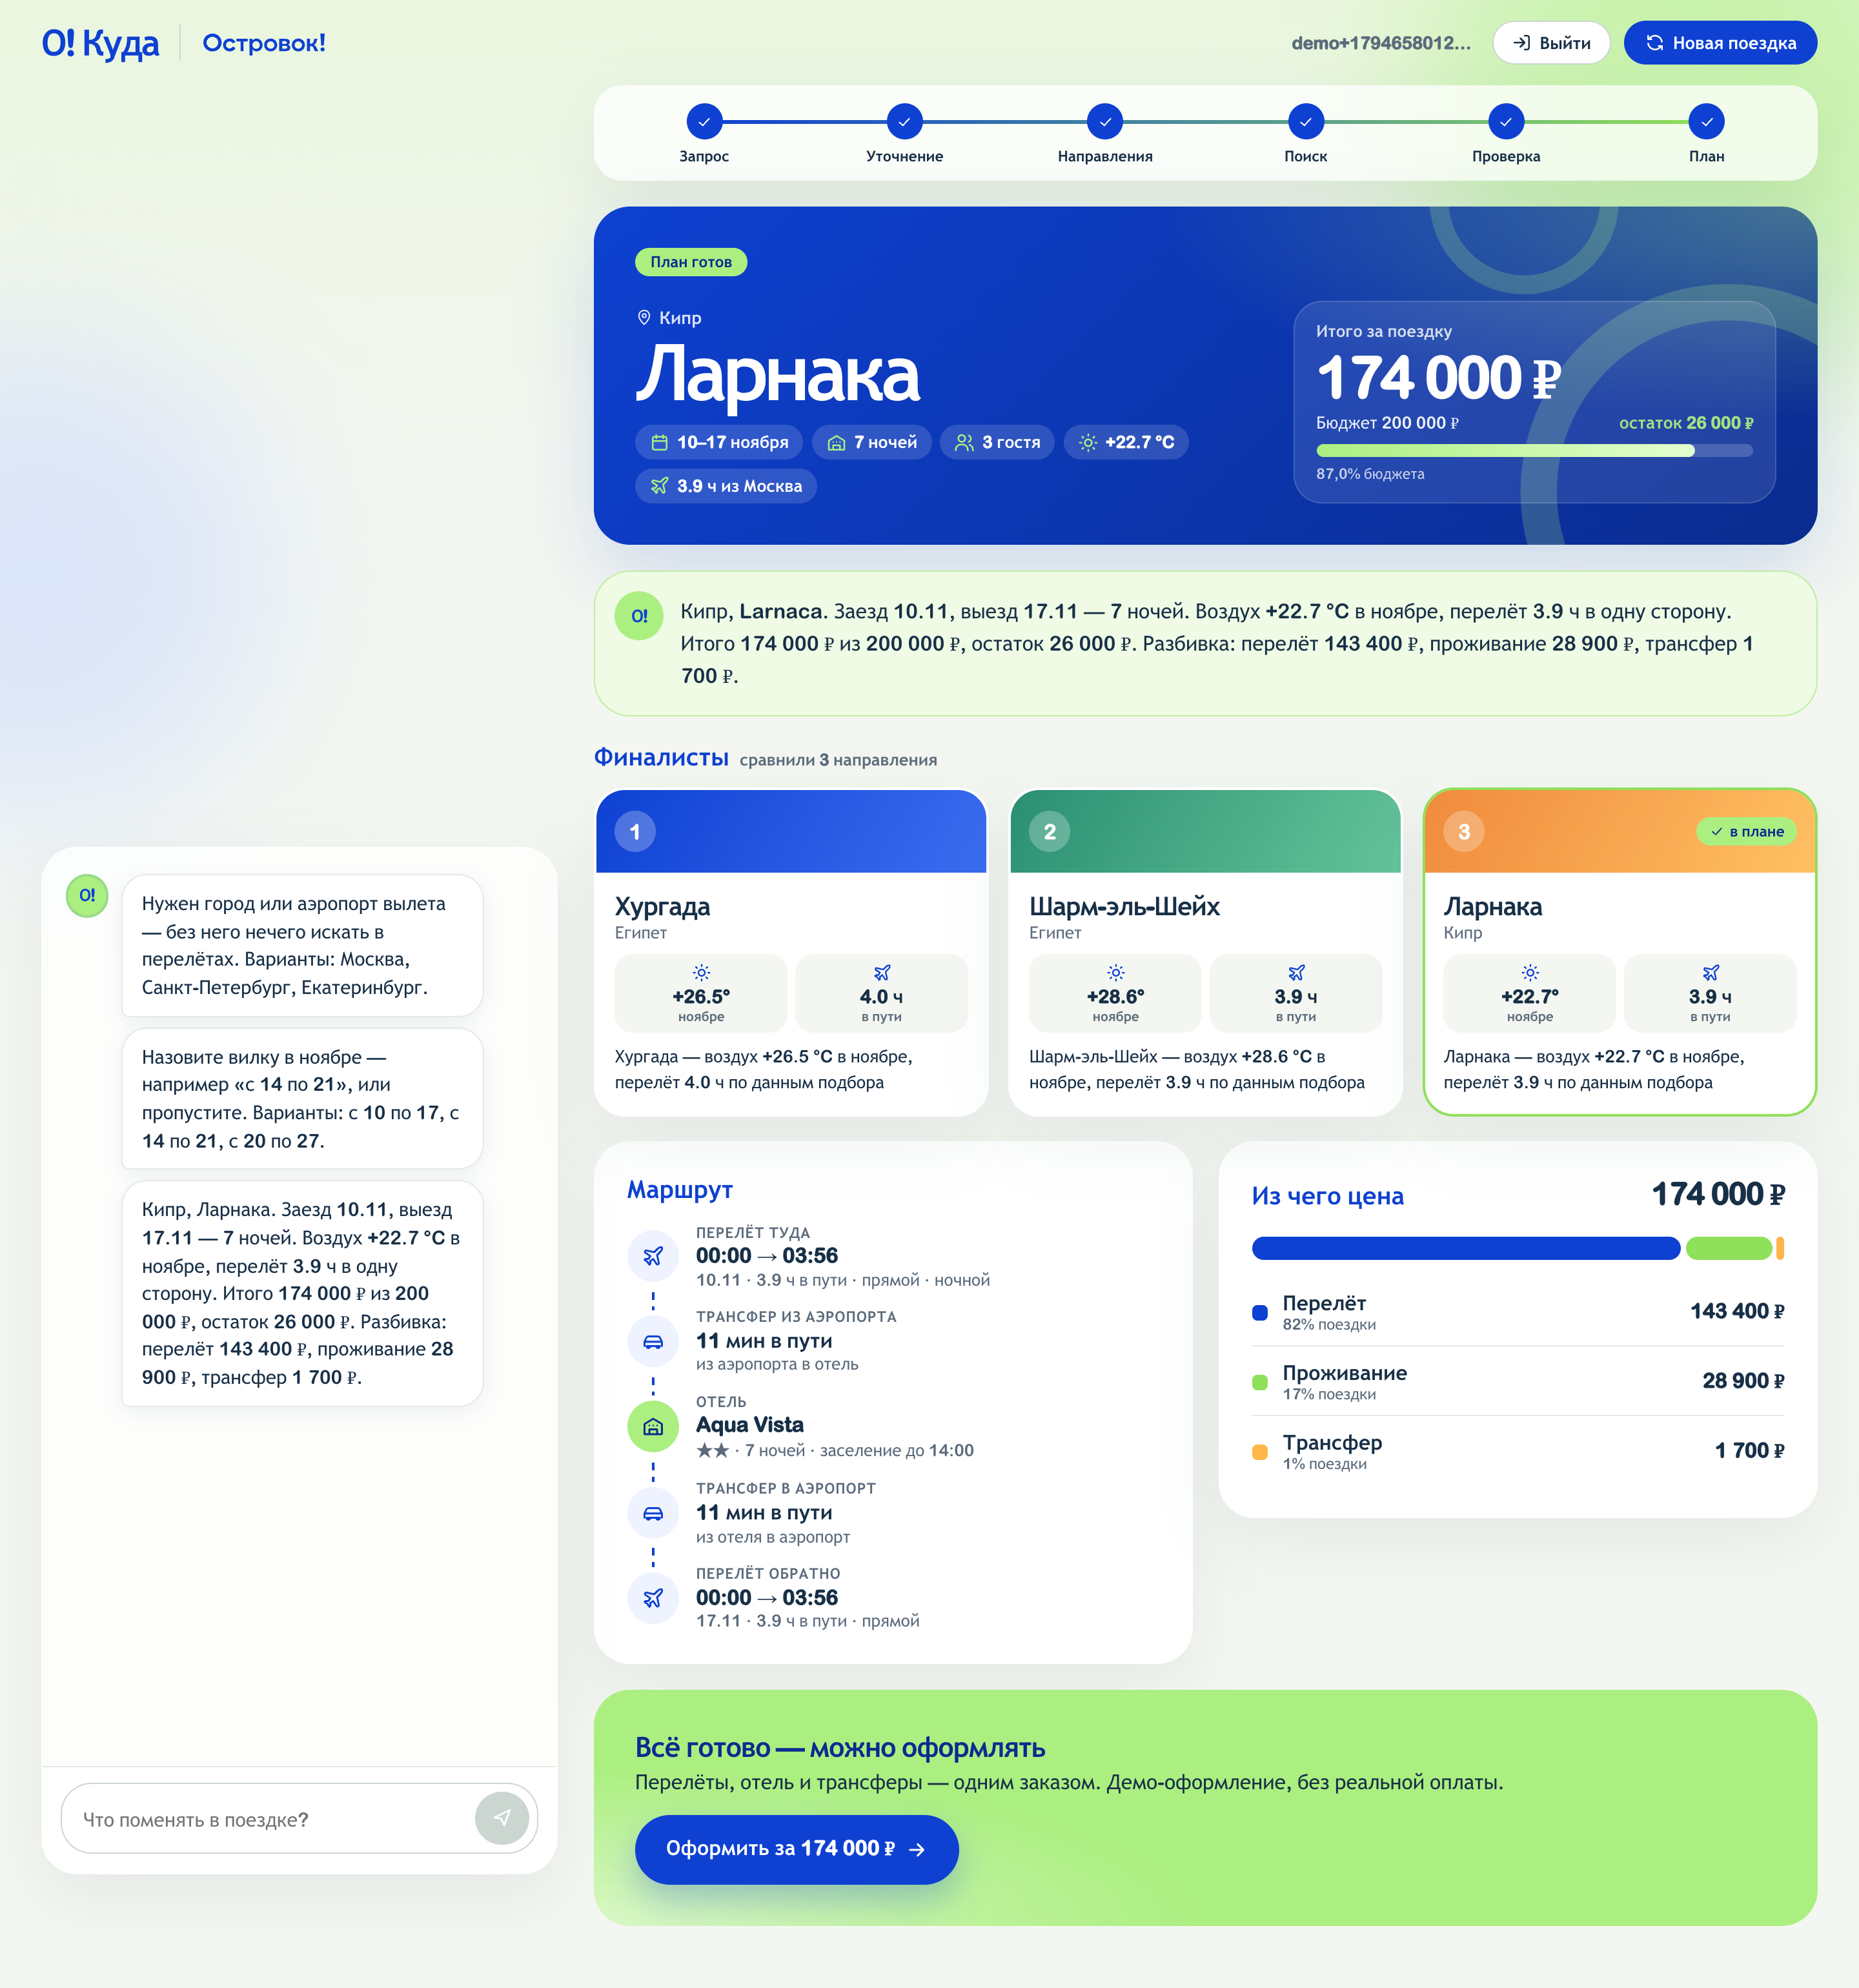 О! Куда
Островок!
demo+1794658012...
Выйти
Новая поездка
Запрос
Уточнение
Направления
Поиск
Проверка
План
План готов
Кипр
Ларнака
10–17 ноября
7 ночей
3 гостя
+22.7 °C
3.9 ч из Москва
Итого за поездку
174 000 ₽
Бюджет 200 000 ₽
остаток 26 000 ₽
87,0% бюджета
О!
Кипр, Larnaca. Заезд 10.11, выезд 17.11 — 7 ночей. Воздух +22.7 °C в ноябре, перелёт 3.9 ч в одну сторону.
Итого 174 000 ₽ из 200 000 ₽, остаток 26 000 ₽. Разбивка: перелёт 143 400 ₽, проживание 28 900 ₽, трансфер 1
700 ₽.
Финалисты сравнили 3 направления
1
Хургада
Египет
+26.5°
ноябре
4.0 ч
в пути
Хургада — воздух +26.5 °C в ноябре,
перелёт 4.0 ч по данным подбора
2
Шарм-эль-Шейх
Египет
+28.6°
ноябре
3.9 ч
в пути
Шарм-эль-Шейх — воздух +28.6 °C в
ноябре, перелёт 3.9 ч по данным подбора
3
в плане
Ларнака
Кипр
+22.7°
ноябре
3.9 ч
в пути
Ларнака — воздух +22.7 °C в ноябре,
перелёт 3.9 ч по данным подбора
О!
Нужен город или аэропорт вылета
— без него нечего искать в
перелётах. Варианты: Москва,
Санкт-Петербург, Екатеринбург.
Назовите вилку в ноябре —
например «с 14 по 21», или
пропустите. Варианты: с 10 по 17, с
14 по 21, с 20 по 27.
Кипр, Ларнака. Заезд 10.11, выезд
17.11 — 7 ночей. Воздух +22.7 °C в
ноябре, перелёт 3.9 ч в одну
сторону. Итого 174 000 ₽ из 200
000 ₽, остаток 26 000 ₽. Разбивка:
перелёт 143 400 ₽, проживание 28
900 ₽, трансфер 1 700 ₽.
Что поменять в поездке?
Маршрут
ПЕРЕЛЁТ ТУДА
00:00 → 03:56
10.11 · 3.9 ч в пути · прямой · ночной
ТРАНСФЕР ИЗ АЭРОПОРТА
11 мин в пути
из аэропорта в отель
ОТЕЛЬ
Aqua Vista
★★ · 7 ночей · заселение до 14:00
ТРАНСФЕР В АЭРОПОРТ
11 мин в пути
из отеля в аэропорт
ПЕРЕЛЁТ ОБРАТНО
00:00 → 03:56
17.11 · 3.9 ч в пути · прямой
Из чего цена
174 000 ₽
Перелёт
82% поездки
143 400 ₽
Проживание
17% поездки
28 900 ₽
Трансфер
1% поездки
1 700 ₽
Всё готово — можно оформлять
Перелёты, отель и трансферы — одним заказом. Демо-оформление, без реальной оплаты.
Оформить за 174 000 ₽ →